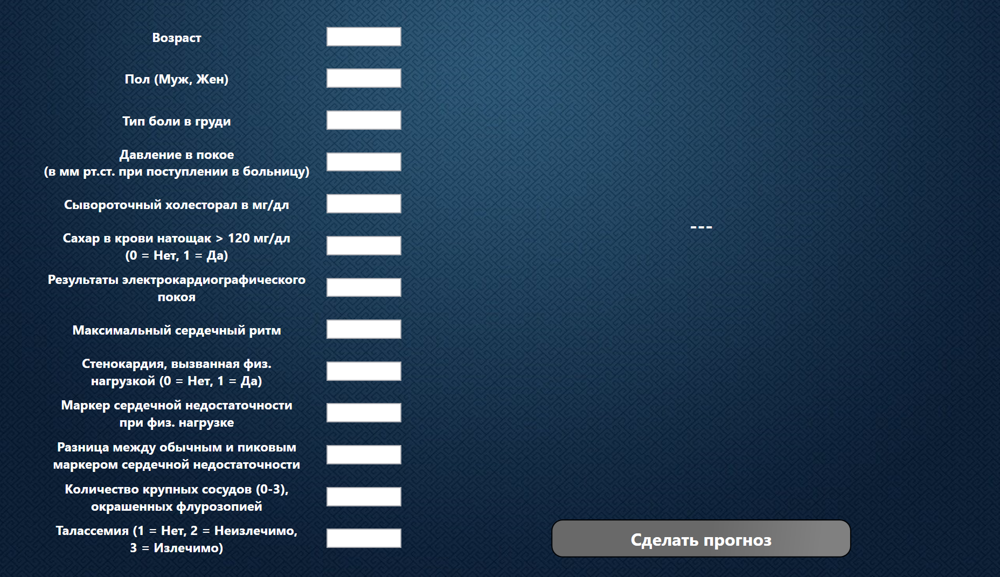 Возраст
Пол (Муж, Жен)
Тип боли в груди
Давление в покое
(в мм рт.ст. при поступлении в больницу)
Сывороточный холесторал в мг/дл
Сахар в крови натощак > 120 мг/дл
(0 = Нет, 1 = Да)
Результаты электрокардиографического
покоя
Максимальный сердечный ритм
Стенокардия, вызванная физ.
нагрузкой (0 = Нет, 1 = Да)
Маркер сердечной недостаточности
при физ. нагрузке
Разница между обычным и пиковым
маркером сердечной недостаточности
Количество крупных сосудов (0-3),
окрашенных флурозопией
Талассемия (1 = Нет, 2 = Неизлечимо,
3 = Излечимо)
---
Сделать прогноз